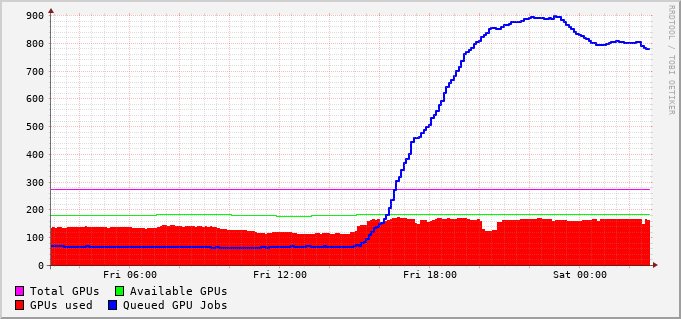 900
800
700
600
500
400
300
200
100
0
Fri 06:00 Fri 12:00 Fri 18:00 Sat 00:00
Total GPUs Available GPUs
GPUs used Queued GPU Jobs
RRDTOOL / TOBI OETIKER